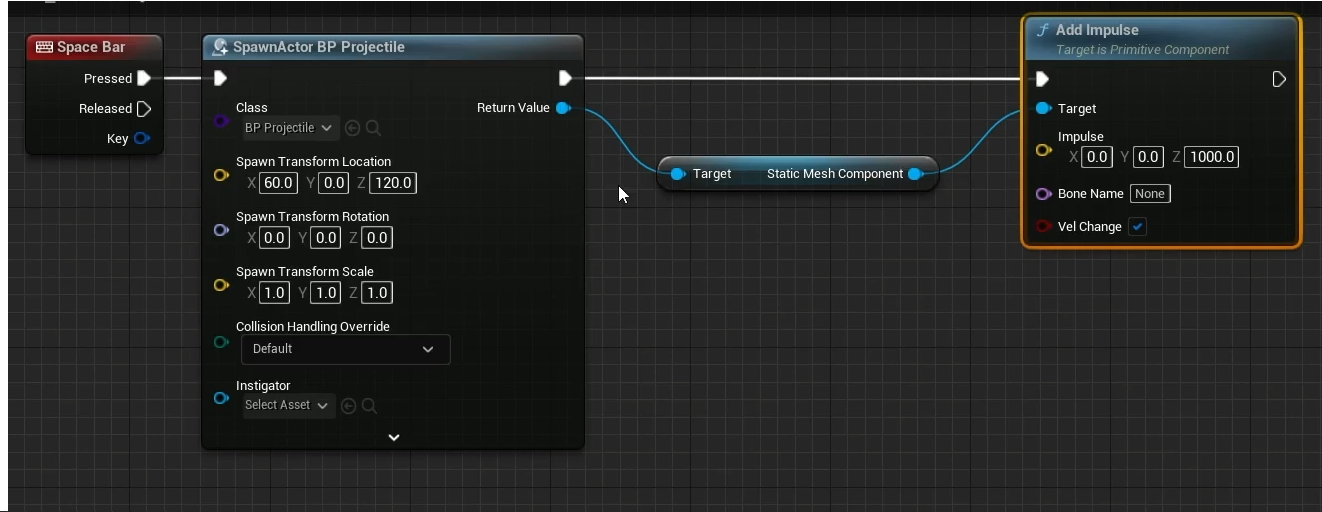 Space Bar
Pressed
Released
Key
SpawnActor BP Projectile
Class
BP Projectile
Return Value
Spawn Transform Location
X 60.0 Y 0.0 Z 120.0
Spawn Transform Rotation
X 0.0 Y 0.0 Z 0.0
Spawn Transform Scale
X 1.0 Y 1.0 Z 1.0
Collision Handling Override
Default
Instigator
Select Asset
Target Static Mesh Component
f Add Impulse
Target is Primitive Component
Target
Impulse
X 0.0 Y 0.0 Z 1000.0
Bone Name None
Vel Change